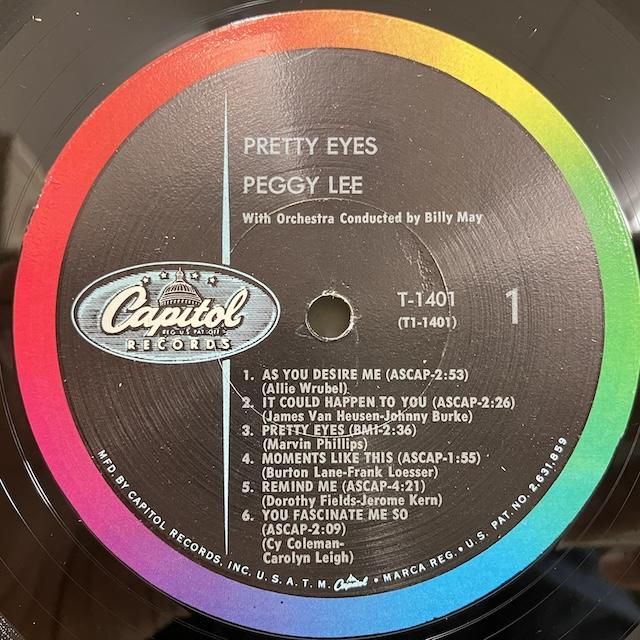 PRETTY EYES
PEGGY LEE
With Orchestra Conducted by Billy May
Capitol
REG·U·S·PAT·OFF·
RECORDS
T-1401
(T1-1401)
1
1. AS YOU DESIRE ME (ASCAP-2:53)
(Allie Wrubel)
2. IT COULD HAPPEN TO YOU (ASCAP-2:26)
(James Van Heusen-Johnny Burke)
3. PRETTY EYES (BMI-2:36)
(Marvin Phillips)
4. MOMENTS LIKE THIS (ASCAP-1:55)
(Burton Lane-Frank Loesser)
5. REMIND ME (ASCAP-4:21)
(Dorothy Fields-Jerome Kern)
6. YOU FASCINATE ME SO
(ASCAP-2:09)
(Cy Coleman-
Carolyn Leigh)
MFD. BY CAPITOL RECORDS, INC. U.S.A. T.M. Capitol • MARCA REG. • U.S. PAT. NO. 2,631,859